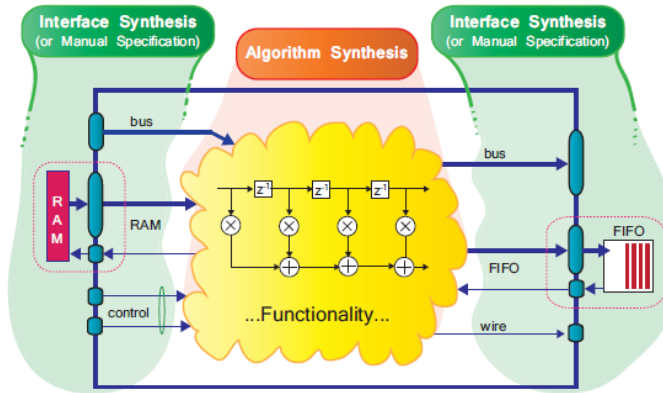 Interface Synthesis
(or Manual Specification)
Algorithm Synthesis
Interface Synthesis
(or Manual Specification)
bus
bus
z⁻¹
z⁻¹
z⁻¹
RAM
RAM
FIFO
FIFO
control
...Functionality...
wire